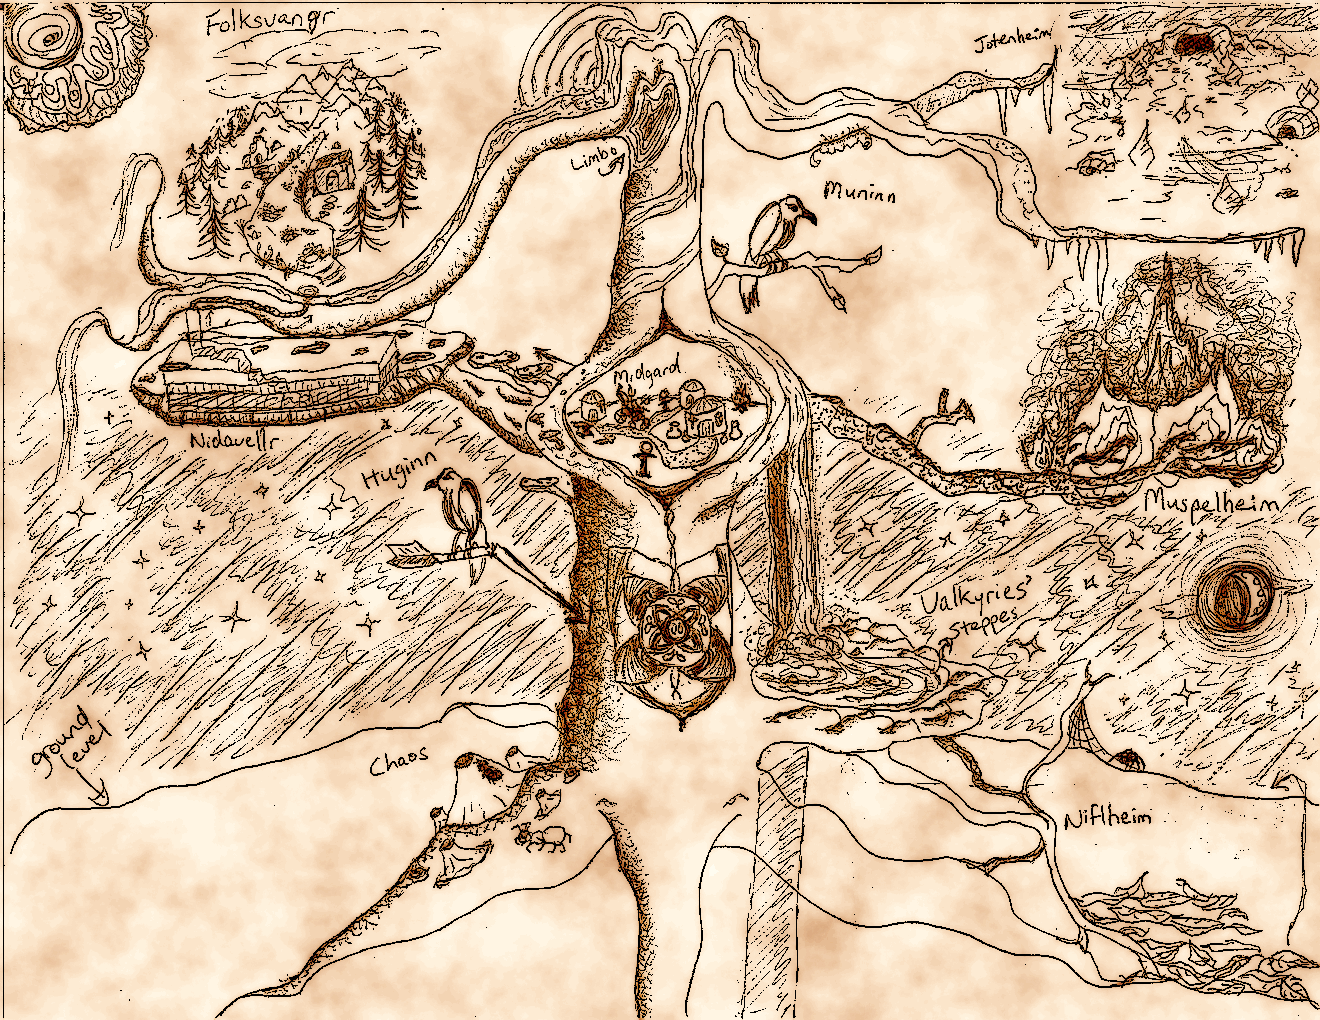 Folksvangr
Jotenheim
Limbo
Muninn
Midgard
Nidavellr
Huginn
Muspelheim
Valkyries'
steppes
ground
level
Chaos
Niflheim